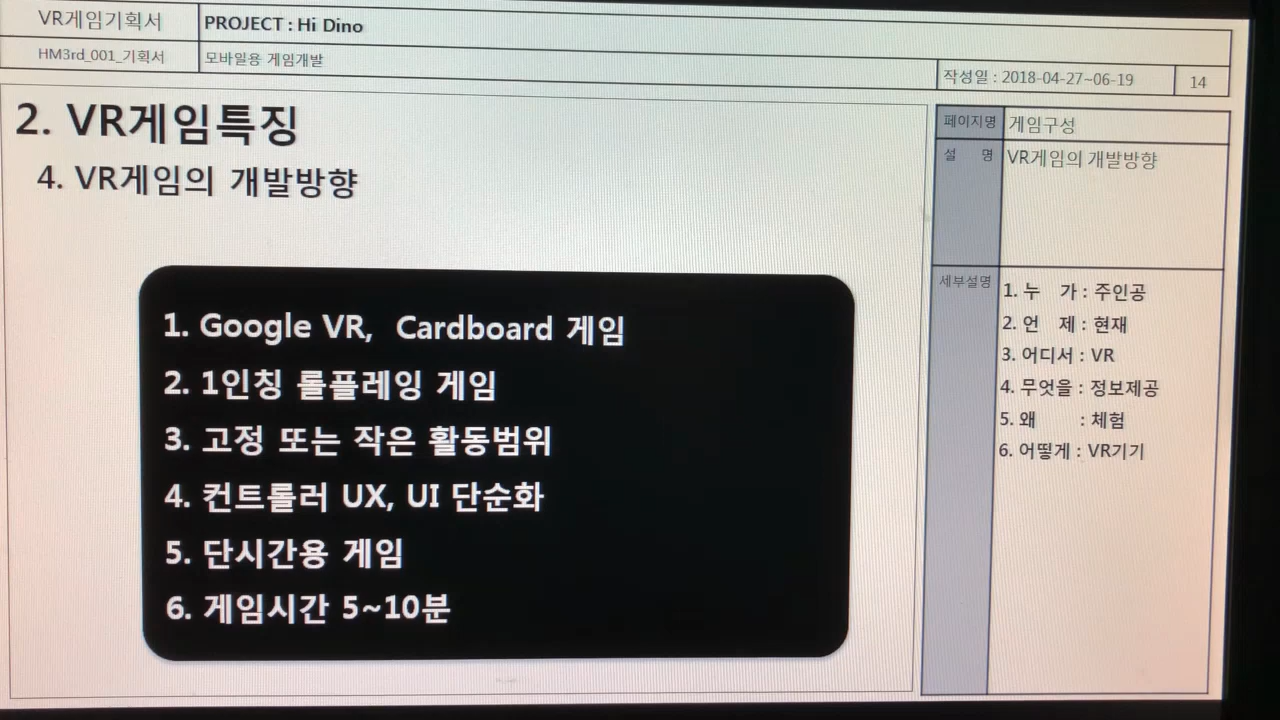 VR게임기획서
PROJECT : Hi Dino
HM3rd_001_기획서
모바일용 게임개발
작성일 : 2018-04-27~06-19
14
2. VR게임특징
4. VR게임의 개발방향
1. Google VR, Cardboard 게임
2. 1인칭 롤플레잉 게임
3. 고정 또는 작은 활동범위
4. 컨트롤러 UX, UI 단순화
5. 단시간용 게임
6. 게임시간 5~10분
페이지명 게임구성
설 명 VR게임의 개발방향
세부설명
1. 누 가 : 주인공
2. 언 제 : 현재
3. 어디서 : VR
4. 무엇을 : 정보제공
5. 왜 : 체험
6. 어떻게 : VR기기